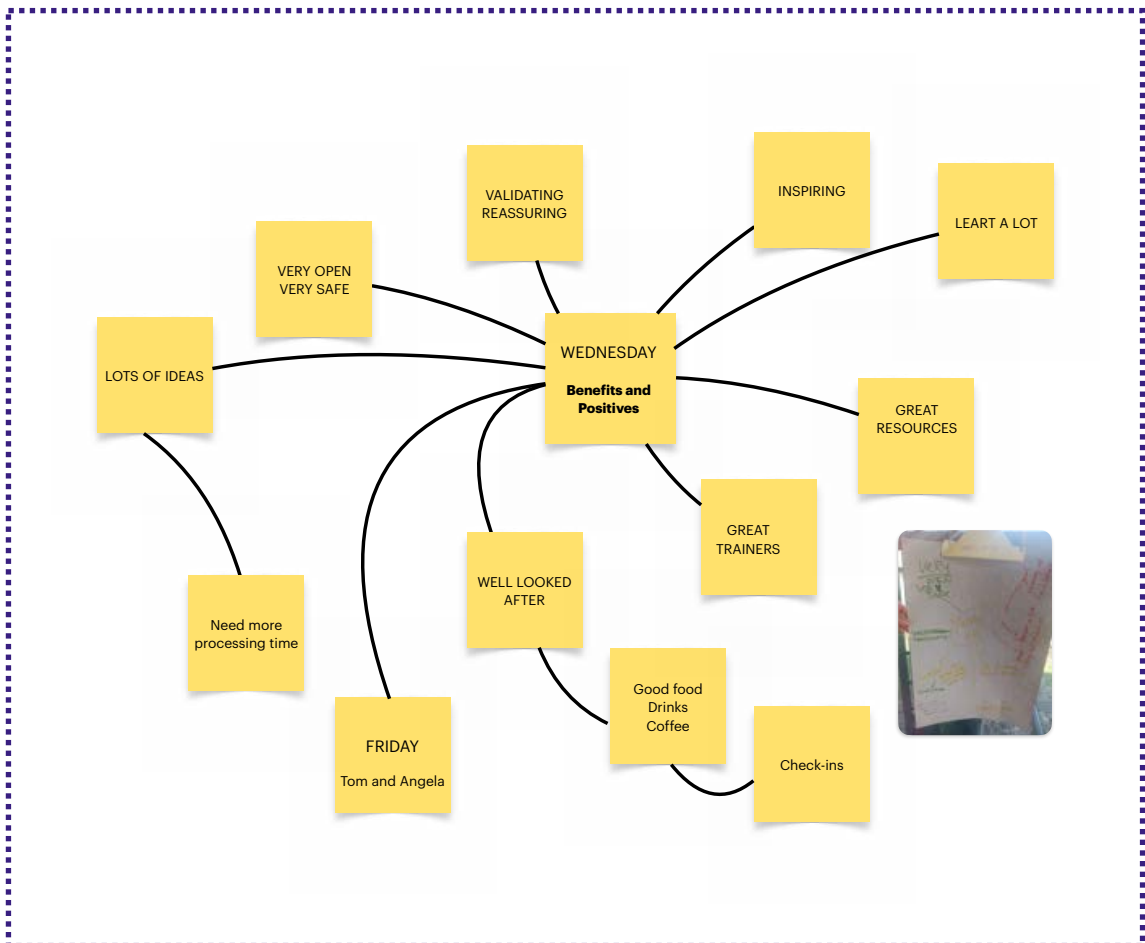 INSPIRING
VALIDATING
REASSURING
LEART A LOT
VERY OPEN
VERY SAFE
WEDNESDAY
Benefits and
Positives
LOTS OF IDEAS
GREAT
RESOURCES
GREAT
TRAINERS
WELL LOOKED
AFTER
Need more
processing time
Good food
Drinks
Coffee
FRIDAY
Tom and Angela
Check-ins